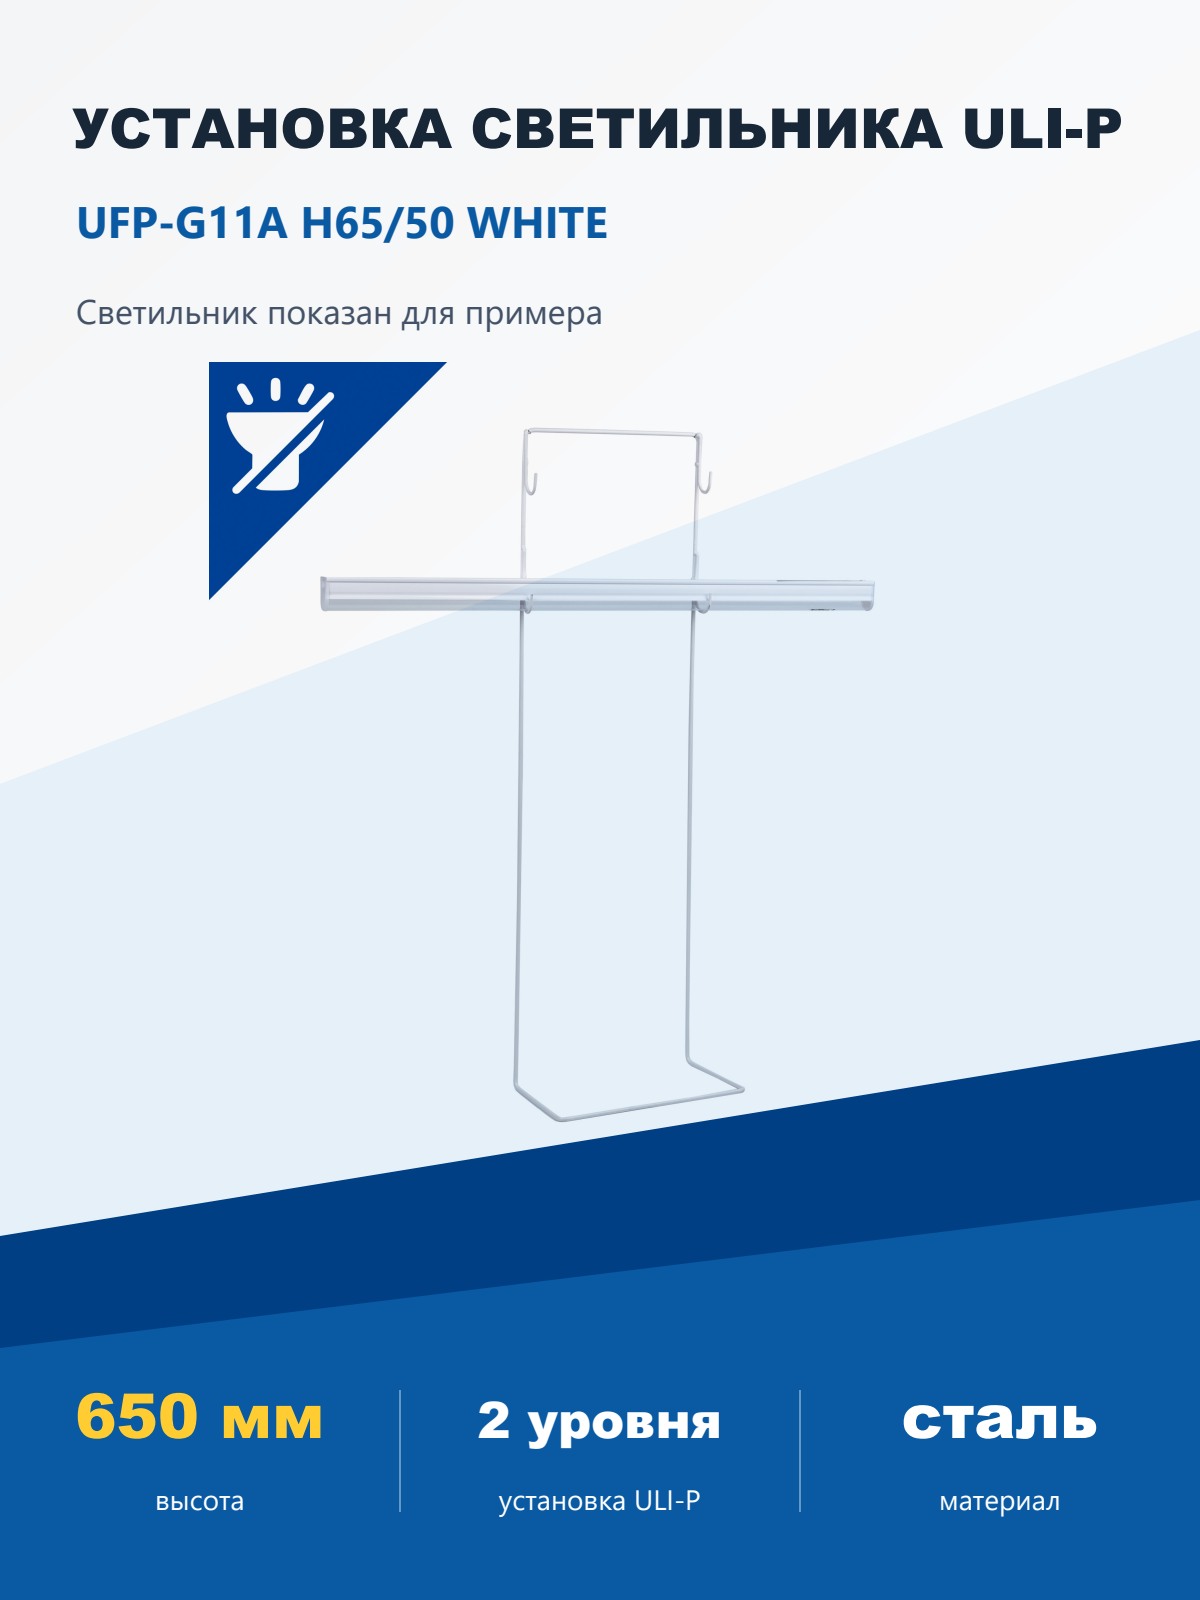 УСТАНОВКА СВЕТИЛЬНИКА ULI-P
UFP-G11A H65/50 WHITE
Светильник показан для примера
650 мм
высота
2 уровня
установка ULI-P
сталь
материал